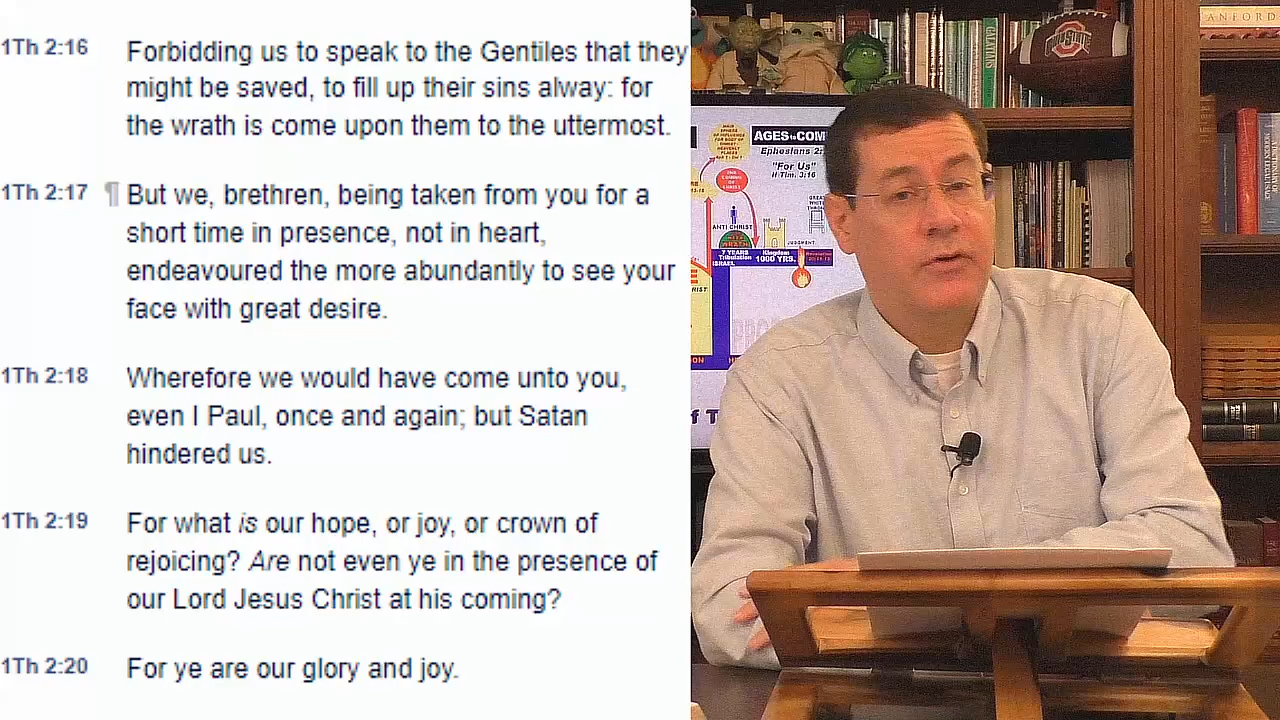 1Th 2:16 Forbidding us to speak to the Gentiles that they
might be saved, to fill up their sins alway: for
the wrath is come upon them to the uttermost.
1Th 2:17 ¶ But we, brethren, being taken from you for a
short time in presence, not in heart,
endeavoured the more abundantly to see your
face with great desire.
1Th 2:18 Wherefore we would have come unto you,
even I Paul, once and again; but Satan
hindered us.
1Th 2:19 For what is our hope, or joy, or crown of
rejoicing? Are not even ye in the presence of
our Lord Jesus Christ at his coming?
1Th 2:20 For ye are our glory and joy.
AGES to COM
Ephesians 2:
"For Us"
II Tim. 3:16
ANTI CHRIST
7 YEARS
Tribulation
ISRAEL
Kingdom
1000 YRS.
JUDGMENT